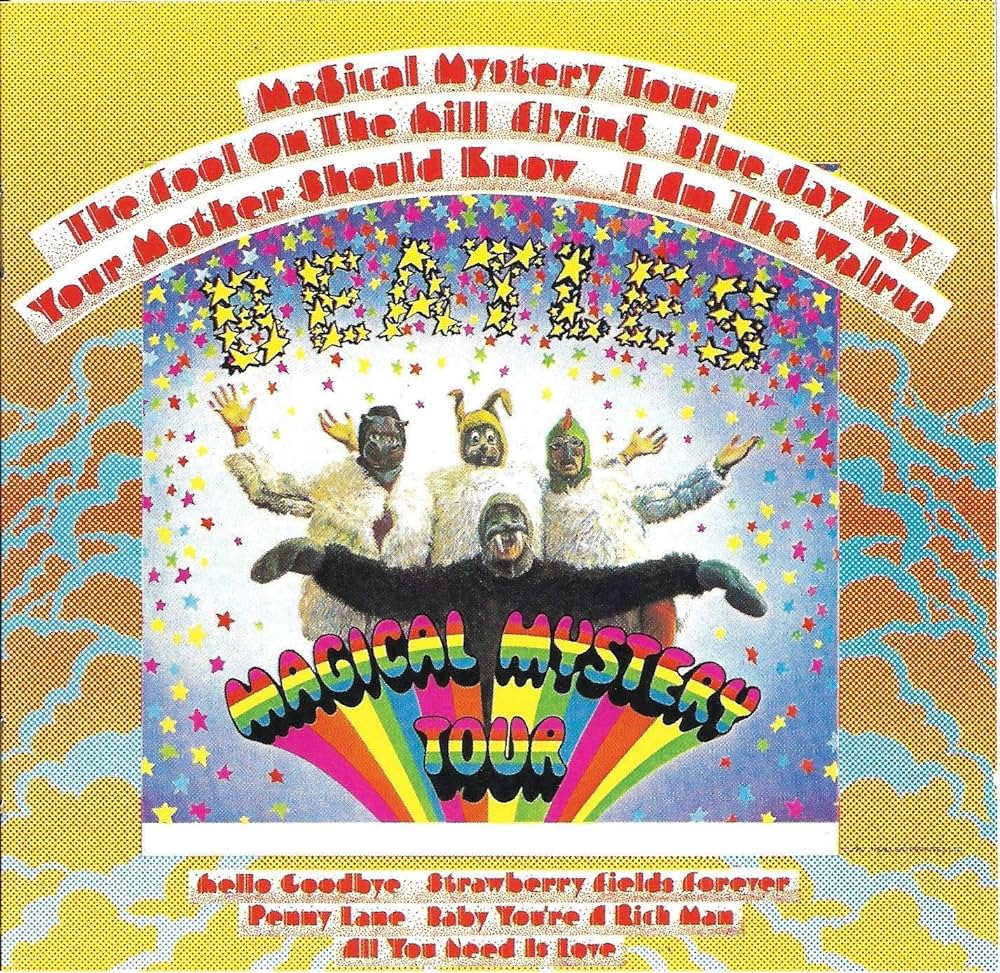 Magical Mystery Tour
The Fool On The Hill Flying Blue Jay Way
Your Mother Should Know I Am The Walrus
BEATLES
MAGICAL MYSTERY
TOUR
Hello Goodbye Strawberry Fields Forever
Penny Lane Baby You're A Rich Man
All You Need Is Love